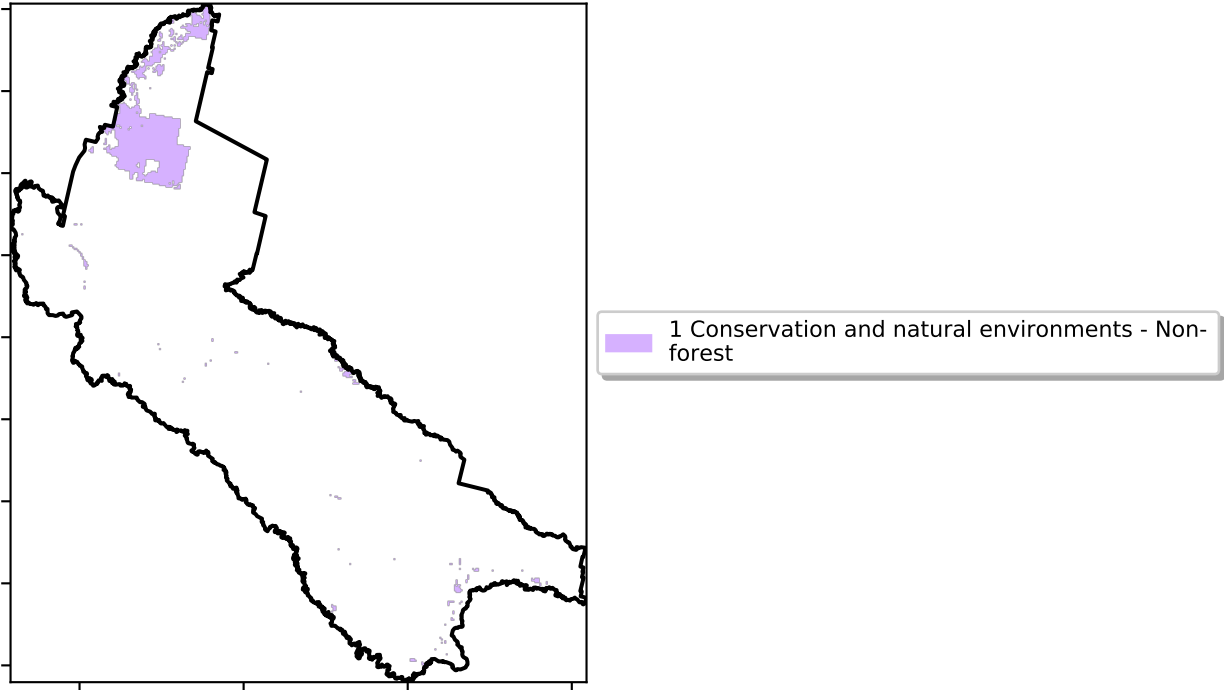 1 Conservation and natural environments - Non-
forest